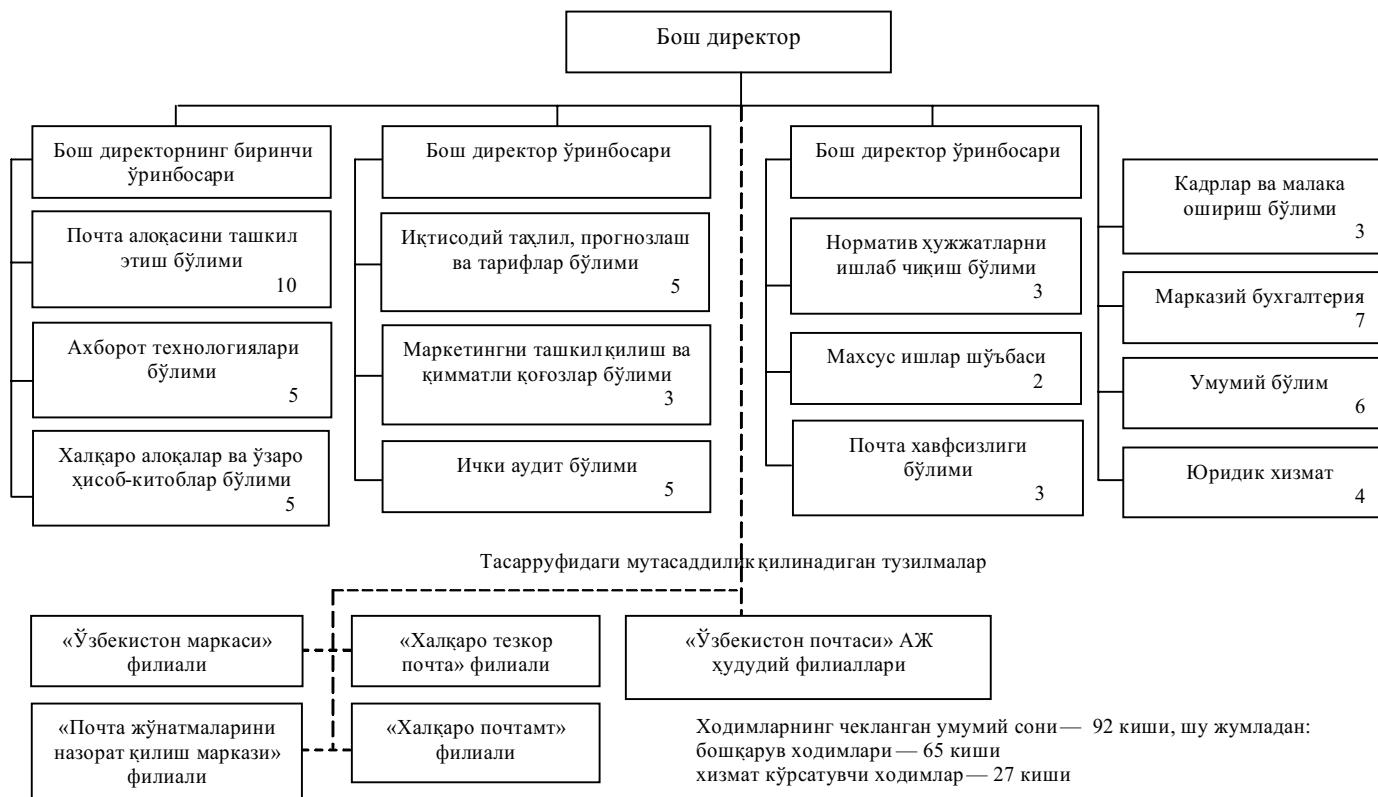 Бош директор
Бош директорнинг биринчи
ўринбосари
Почта алоқасини ташкил
этиш бўлими
10
Ахборот технологиялари
бўлими
5
Халқаро алоқалар ва ўзаро
ҳисоб-китоблар бўлими
5
Бош директор ўринбосари
Иқтисодий таҳлил, прогнозлаш
ва тарифлар бўлими
5
Маркетингни ташкил қилиш ва
қимматли қоғозлар бўлими
3
Ички аудит бўлими
5
Бош директор ўринбосари
Норматив ҳужжатларни
ишлаб чиқиш бўлими
3
Махсус ишлар шўъбаси
2
Почта хавфсизлиги
бўлими
3
Кадрлар ва малака
ошириш бўлими
3
Марказий бухгалтерия
7
Умумий бўлим
6
Юридик хизмат
4
Тасарруфидаги мутасаддилик қилинадиган тузилмалар
«Ўзбекистон маркаси»
филиали
«Халқаро тезкор
почта» филиали
«Ўзбекистон почтаси» АЖ
ҳудудий филиаллари
«Почта жўнатмаларини
назорат қилиш маркази»
филиали
«Халқаро почтамт»
филиали
Ходимларнинг чекланган умумий сони — 92 киши, шу жумладан:
бошқарув ходимлари — 65 киши
хизмат кўрсатувчи ходимлар — 27 киши